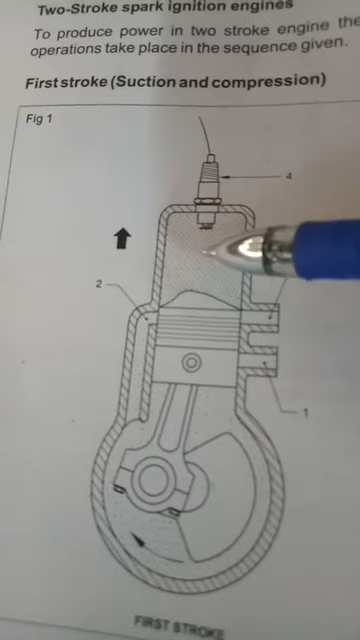 Two-Stroke spark ignition engines
To produce power in two stroke engine the
operations take place in the sequence given.
First stroke (Suction and compression)
Fig 1
4
2
1
FIRST STROKE